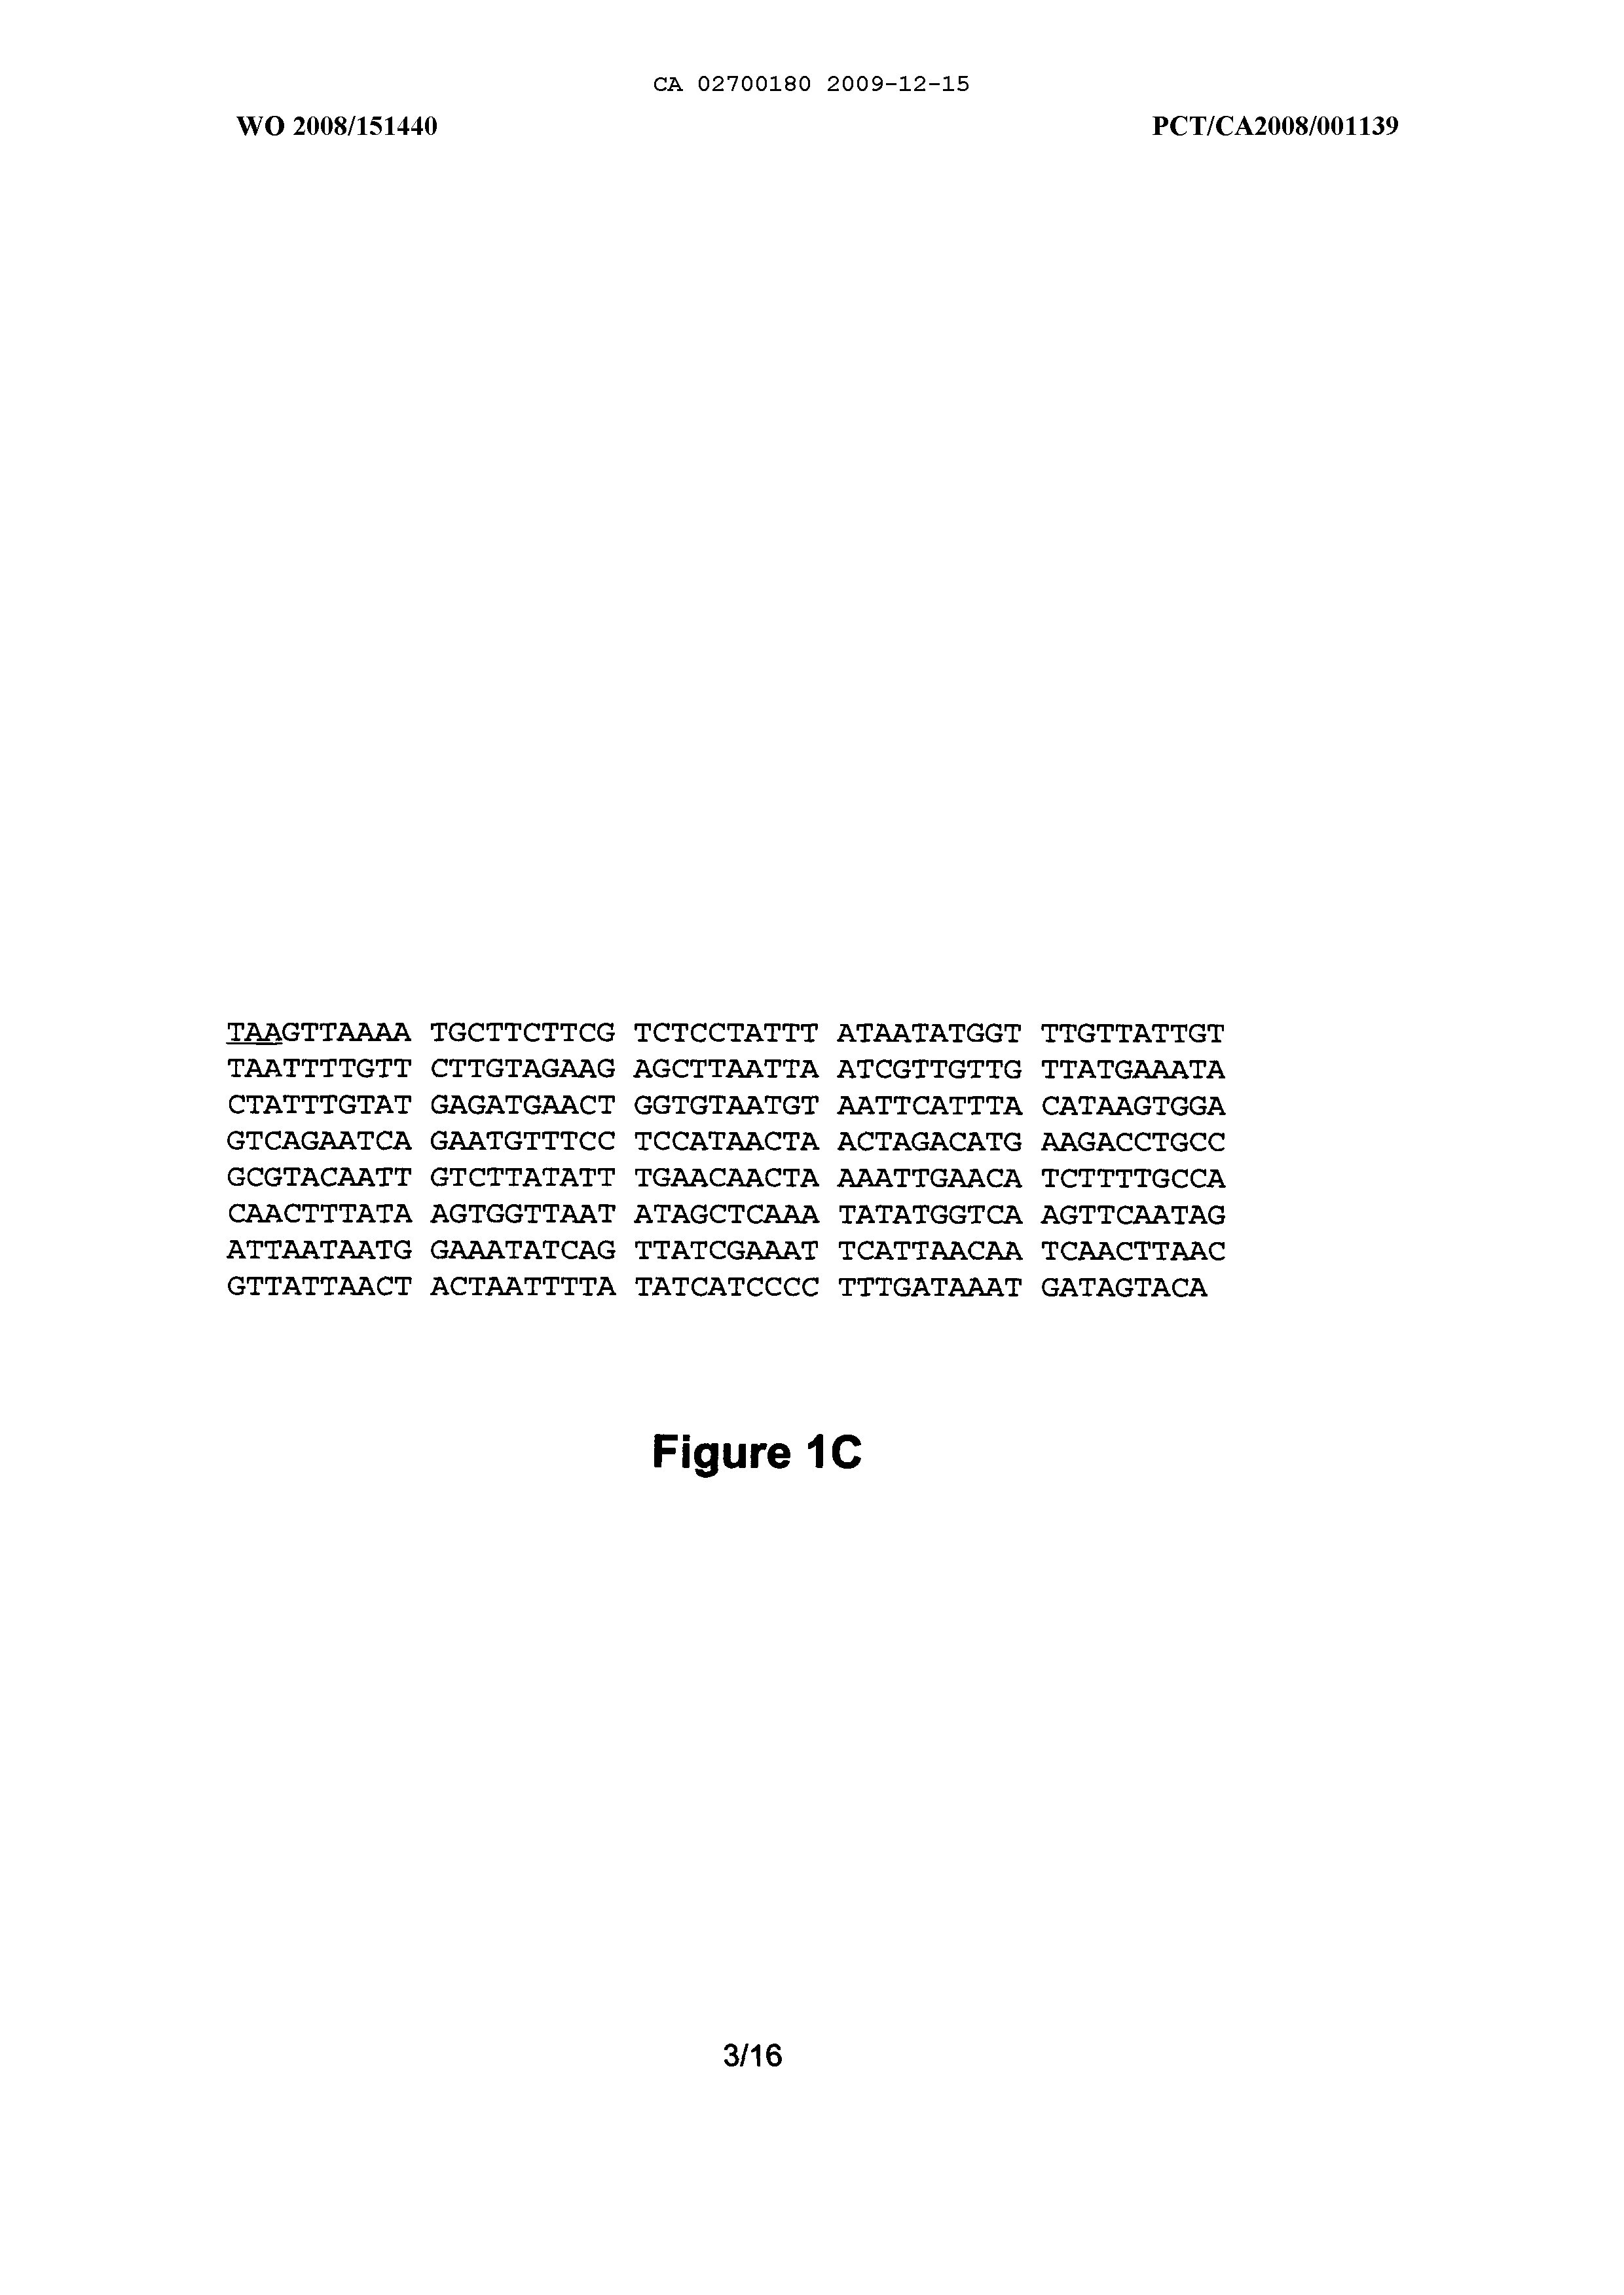 CA 02700180 2009-12-15
WO 2008/151440 PCT/CA2008/001139
TAAGTTAAAA TGCTTCTTCG TCTCCTATTT ATAATATGGT TTGTTATTGT
TAATTTTGTT CTTGTAGAAG AGCTTAATTA ATCGTTGTTG TTATGAAATA
CTATTTGTAT GAGATGAACT GGTGTAATGT AATTCATTTA CATAAGTGGA
GTCAGAATCA GAATGTTTCC TCCATAACTA ACTAGACATG AAGACCTGCC
GCGTACAATT GTCTTATATT TGAACAACTA AAATTGAACA TCTTTTGCCA
CAACTTTATA AGTGGTTAAT ATAGCTCAAA TATATGGTCA AGTTCAATAG
ATTAATAATG GAAATATCAG TTATCGAAAT TCATTAACAA TCAACTTAAC
GTTATTAACT ACTAATTTTA TATCATCCCC TTTGATAAAT GATAGTACA
Figure 1C
3/16